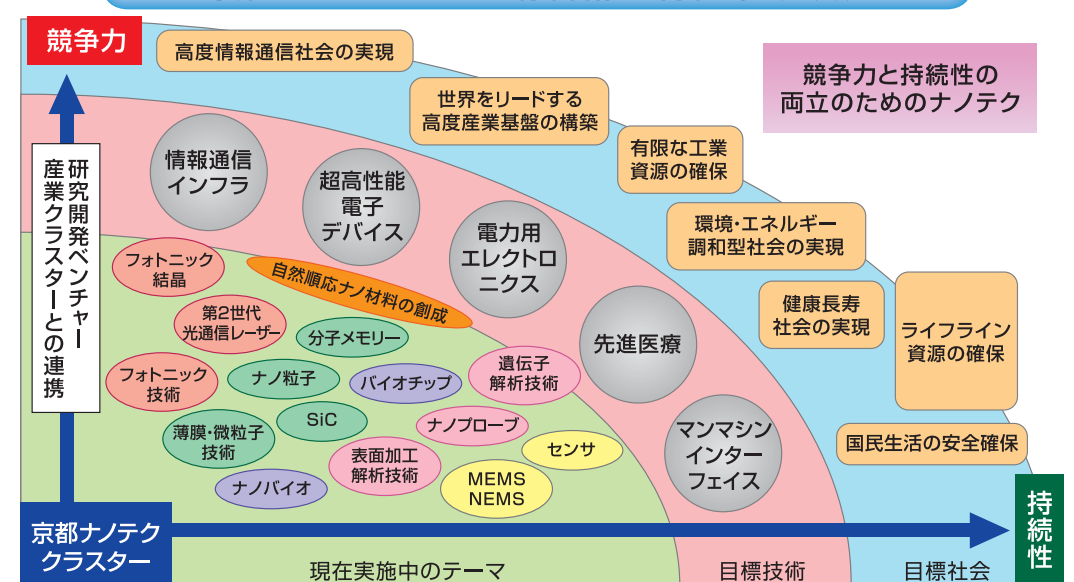 競争力
高度情報通信社会の実現
競争力と持続性の
両立のためのナノテク
世界をリードする
高度産業基盤の構築
有限な工業
資源の確保
環境・エネルギー
調和型社会の実現
健康長寿
社会の実現
ライフライン
資源の確保
国民生活の安全確保
研究開発ベンチャー
産業クラスターとの連携
情報通信
インフラ
超高性能
電子
デバイス
電力用
エレクトロ
ニクス
先進医療
マンマシン
インター
フェイス
フォトニック
結晶
自然順応ナノ材料の創成
第2世代
光通信レーザー
分子メモリー
フォトニック
技術
ナノ粒子
バイオチップ
遺伝子
解析技術
薄膜・微粒子
技術
SiC
ナノプローブ
表面加工
解析技術
センサ
ナノバイオ
MEMS
NEMS
京都ナノテク
クラスター
持続性
現在実施中のテーマ
目標技術
目標社会